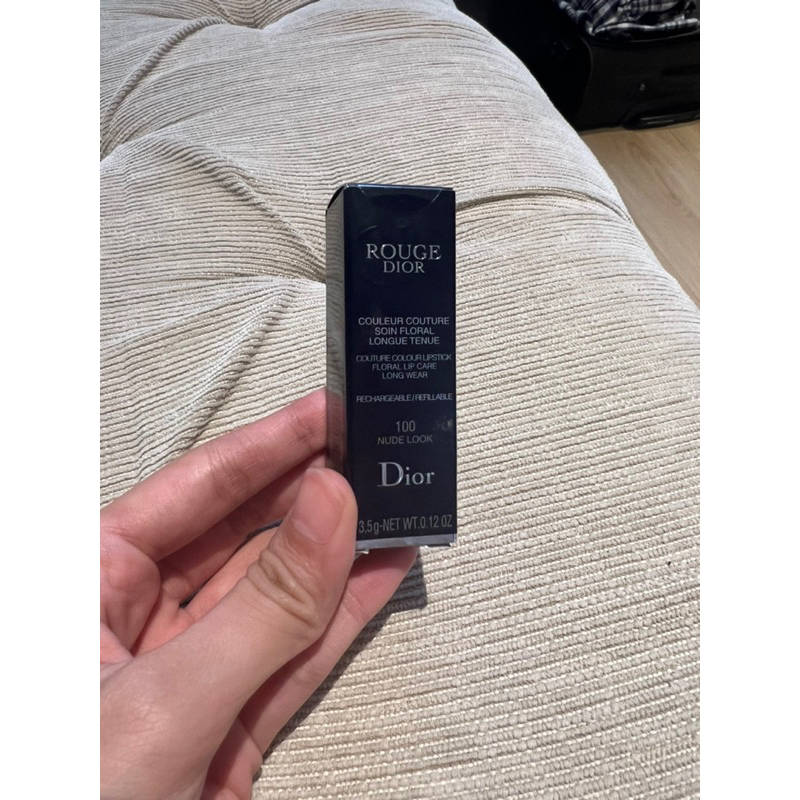 ROUGE
DIOR
COULEUR COUTURE
SOIN FLORAL
LONGUE TENUE
COUTURE COLOUR LIPSTICK
FLORAL LIP CARE
LONG WEAR
RECHARGEABLE/REFILLABLE
100
NUDE LOOK
Dior
3.5g-NET WT.0.12 OZ